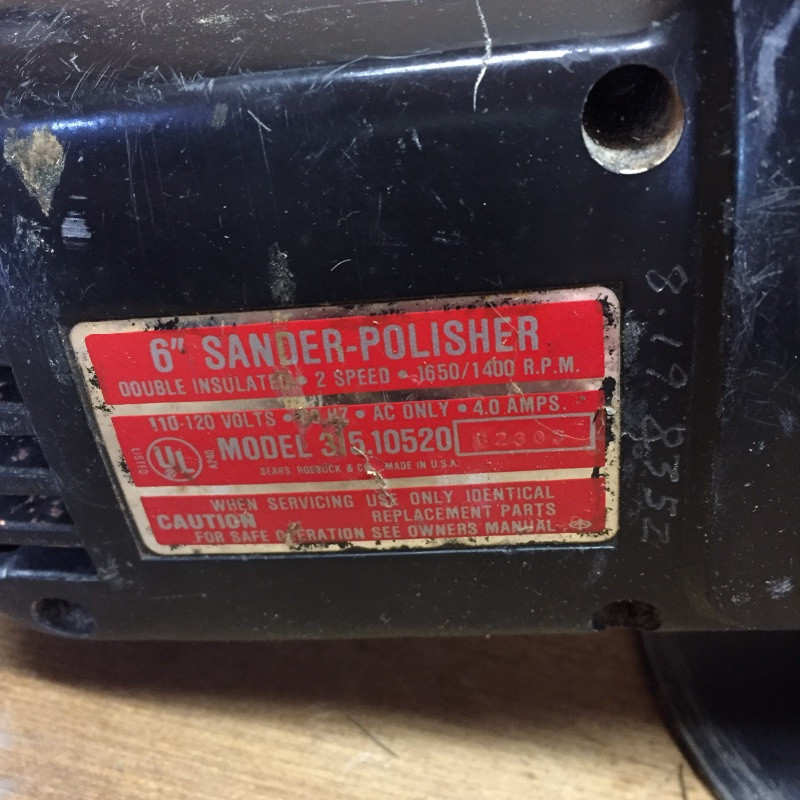 6" SANDER-POLISHER
DOUBLE INSULATED • 2 SPEED • 1650/1400 R.P.M.
110-120 VOLTS • HZ • AC ONLY • 4.0 AMPS.
LISTED UL MODEL 315.10520
SEARS, ROEBUCK & CO. MADE IN U.S.A.
WHEN SERVICING USE ONLY IDENTICAL
CAUTION REPLACEMENT PARTS
FOR SAFE OPERATION SEE OWNERS MANUAL